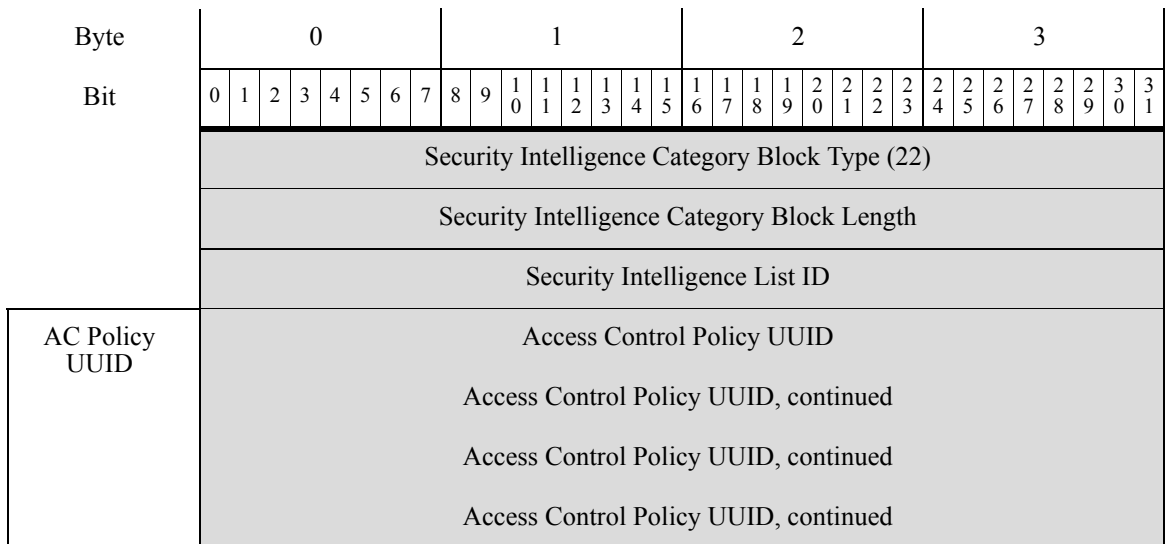 Byte 0 1 2 3
Bit 0 1 2 3 4 5 6 7 8 9 10 11 12 13 14 15 16 17 18 19 20 21 22 23 24 25 26 27 28 29 30 31
Security Intelligence Category Block Type (22)
Security Intelligence Category Block Length
Security Intelligence List ID
AC Policy
UUID
Access Control Policy UUID
Access Control Policy UUID, continued
Access Control Policy UUID, continued
Access Control Policy UUID, continued